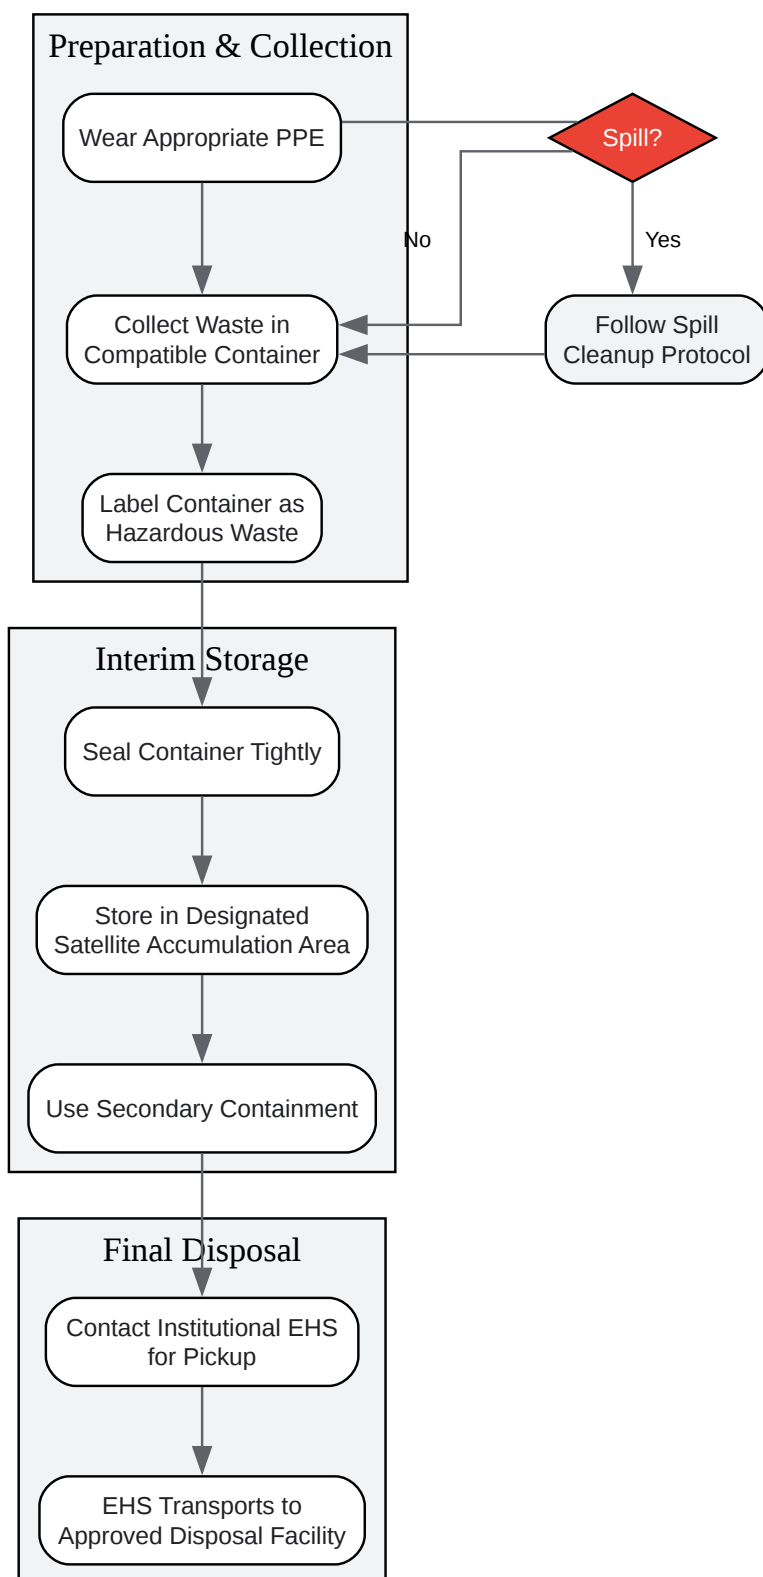 Preparation & Collection
Wear Appropriate PPE
Spill?
No
Yes
Collect Waste in
Compatible Container
Follow Spill
Cleanup Protocol
Label Container as
Hazardous Waste
Interim Storage
Seal Container Tightly
Store in Designated
Satellite Accumulation Area
Use Secondary Containment
Final Disposal
Contact Institutional EHS
for Pickup
EHS Transports to
Approved Disposal Facility